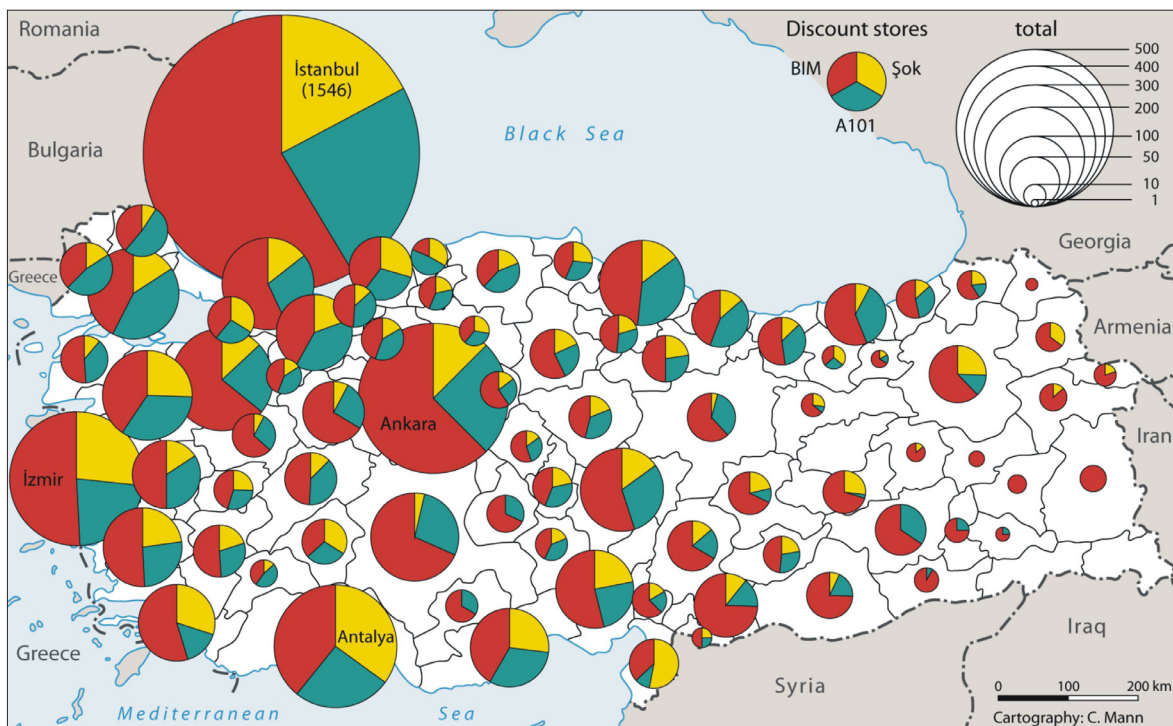 Romania
Discount stores
total
BIM
Şok
A101
500
400
300
200
100
50
10
1
İstanbul
(1546)
Black Sea
Bulgaria
Georgia
Greece
Armenia
Ankara
Iran
İzmir
Antalya
Iraq
Greece
Syria
0 100 200 km
Mediterranean Sea
Cartography: C. Mann